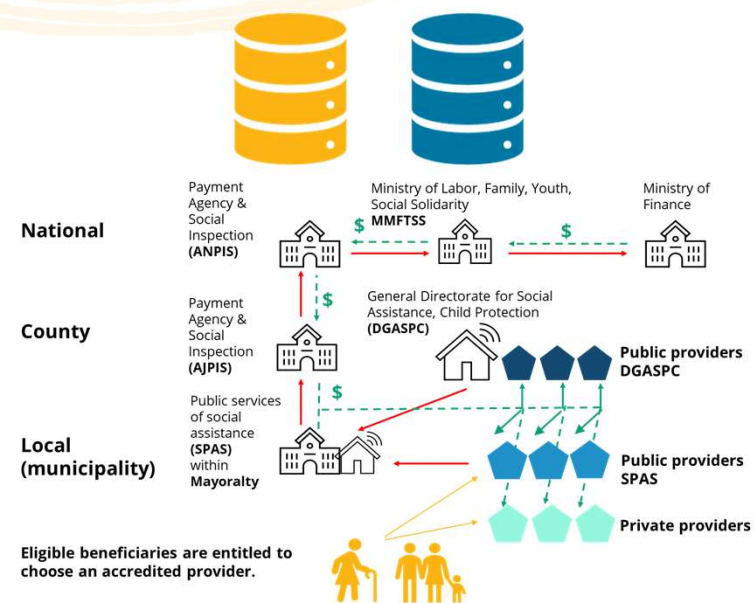 Payment
Agency &
Social
Inspection
(ANPIS)
Ministry of Labor, Family, Youth,
Social Solidarity
MMFTSS
Ministry of
Finance
National
$
$
$
Payment
Agency &
Social
Inspection
(AJPIS)
General Directorate for Social
Assistance, Child Protection
(DGASPC)
County
Public providers
DGASPC
$
Public services
of social
assistance
(SPAS)
within
Mayoralty
Local
(municipality)
Public providers
SPAS
Private providers
Eligible beneficiaries are entitled to
choose an accredited provider.